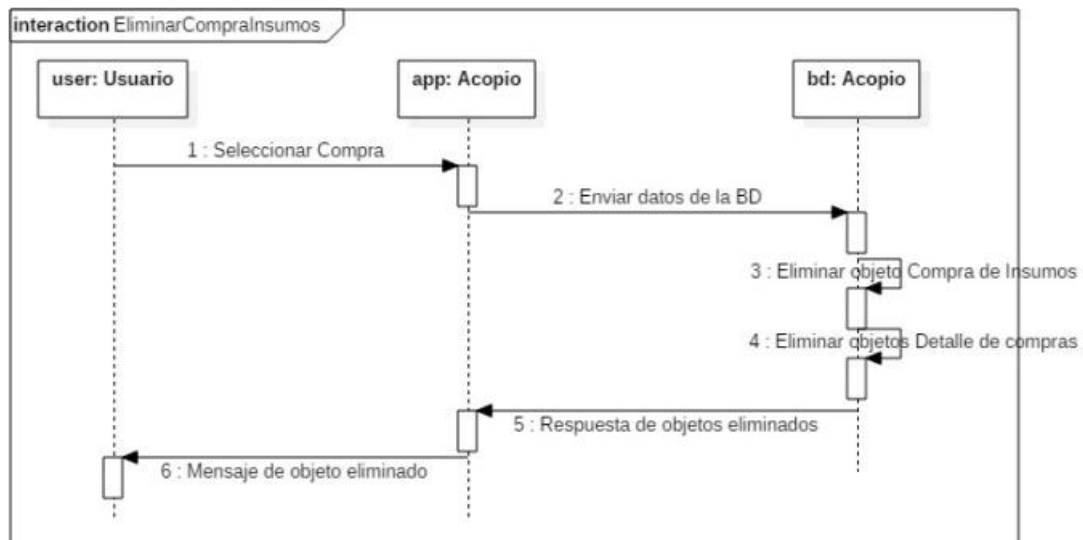 interaction EliminarCompraInsumos
user: Usuario
app: Acopio
bd: Acopio
1 : Seleccionar Compra
2 : Enviar datos de la BD
3 : Eliminar objeto Compra de Insumos
4 : Eliminar objetos Detalle de compras
5 : Respuesta de objetos eliminados
6 : Mensaje de objeto eliminado